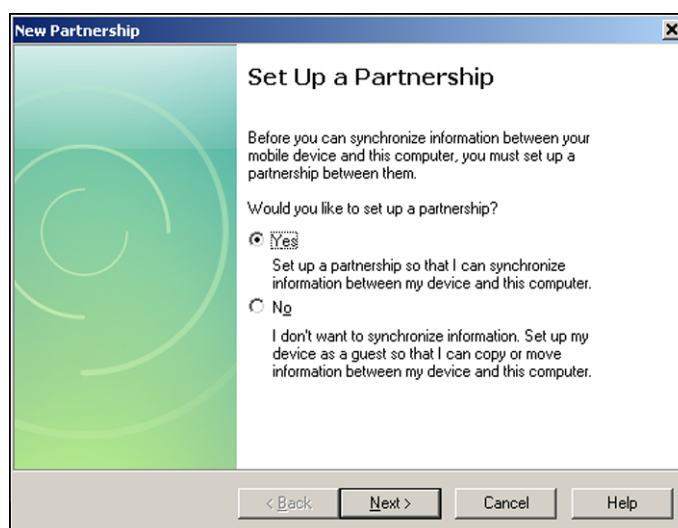 New Partnership
Set Up a Partnership
Before you can synchronize information between your
mobile device and this computer, you must set up a
partnership between them.
Would you like to set up a partnership?
Yes
Set up a partnership so that I can synchronize
information between my device and this computer.
No
I don't want to synchronize information. Set up my
device as a guest so that I can copy or move
information between my device and this computer.
< Back Next > Cancel Help